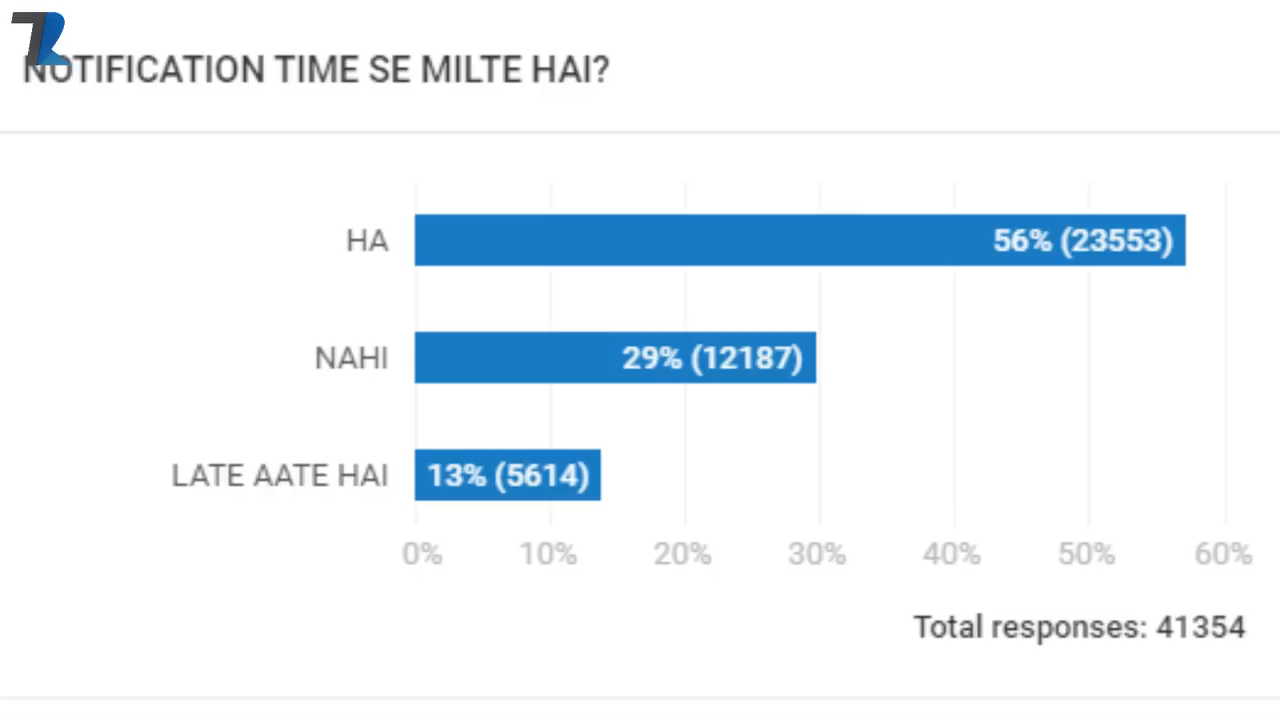 NOTIFICATION TIME SE MILTE HAI?
HA 56% (23553)
NAHI 29% (12187)
LATE AATE HAI 13% (5614)
0% 10% 20% 30% 40% 50% 60%
Total responses: 41354